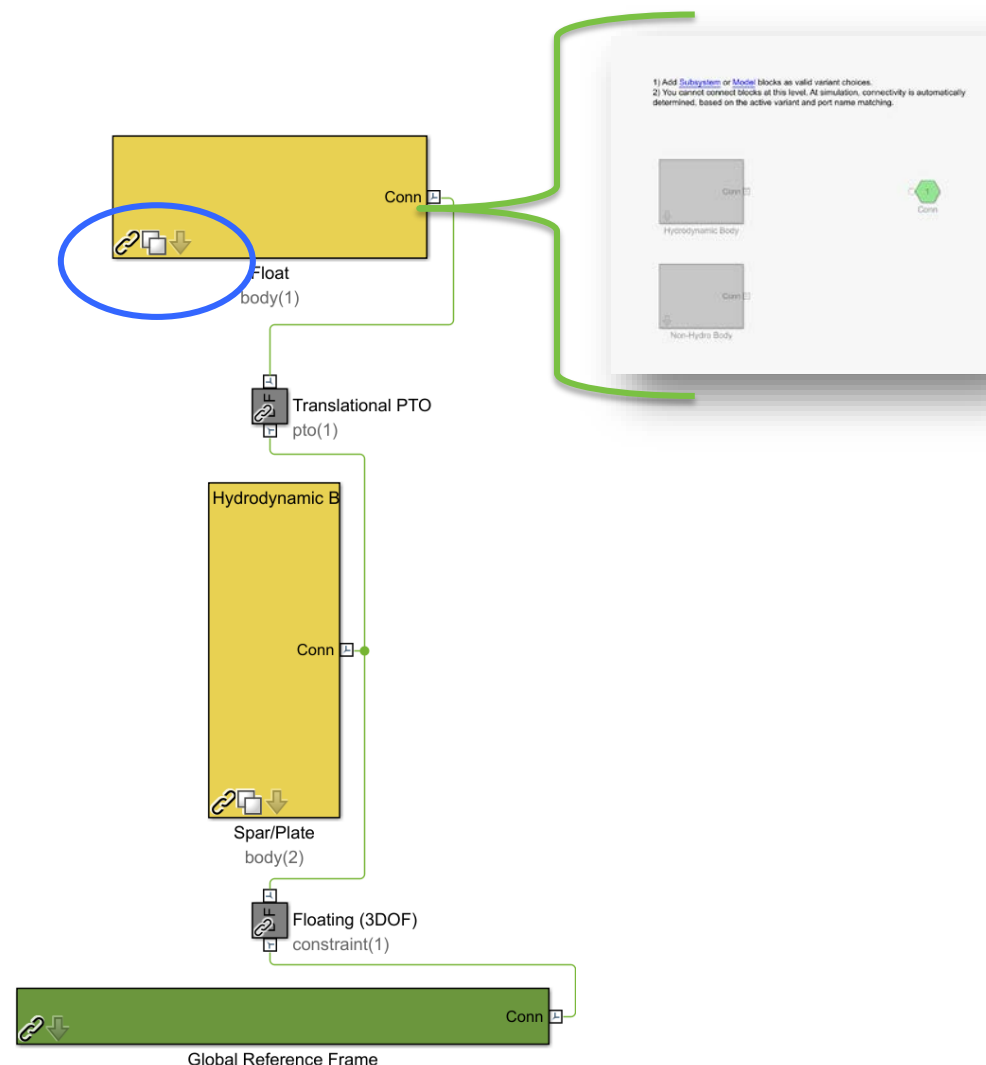 1) Add Subsystem or Model blocks as valid variant choices.
2) You cannot connect blocks at this level. At simulation, connectivity is automatically
determined, based on the active variant and port name matching.
Conn
Hydrodynamic Body
1
Conn
Conn
Non-Hydro Body
Conn
Float
body(1)
F
Translational PTO
pto(1)
Hydrodynamic B
Conn
Spar/Plate
body(2)
F
Floating (3DOF)
constraint(1)
Conn
Global Reference Frame